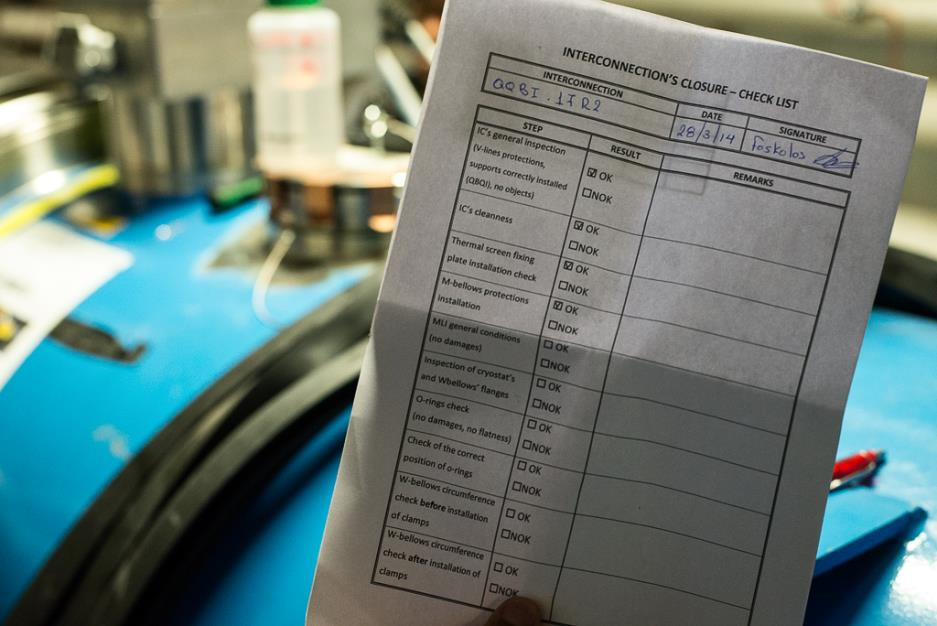 INTERCONNECTION'S CLOSURE – CHECK LIST
INTERCONNECTION DATE SIGNATURE
QQBI.17R2 28/3/14 Foskolos
STEP RESULT REMARKS
IC's general inspection
(V-lines protections,
supports correctly installed
(QBQI), no objects)
☑ OK
☐NOK
IC's cleanness
☑ OK
☐NOK
Thermal screen fixing
plate installation check
☑ OK
☐NOK
M-bellows protections
installation
☑ OK
☐NOK
MLI general conditions
(no damages)
☐ OK
☐NOK
Inspection of cryostat's
and Wbellows' flanges
☐ OK
☐NOK
O-rings check
(no damages, no flatness)
☐ OK
☐NOK
Check of the correct
position of o-rings
☐ OK
☐NOK
W-bellows circumference
check before installation
of clamps
☐ OK
☐NOK
W-bellows circumference
check after installation of
clamps
☐ OK
☐NOK